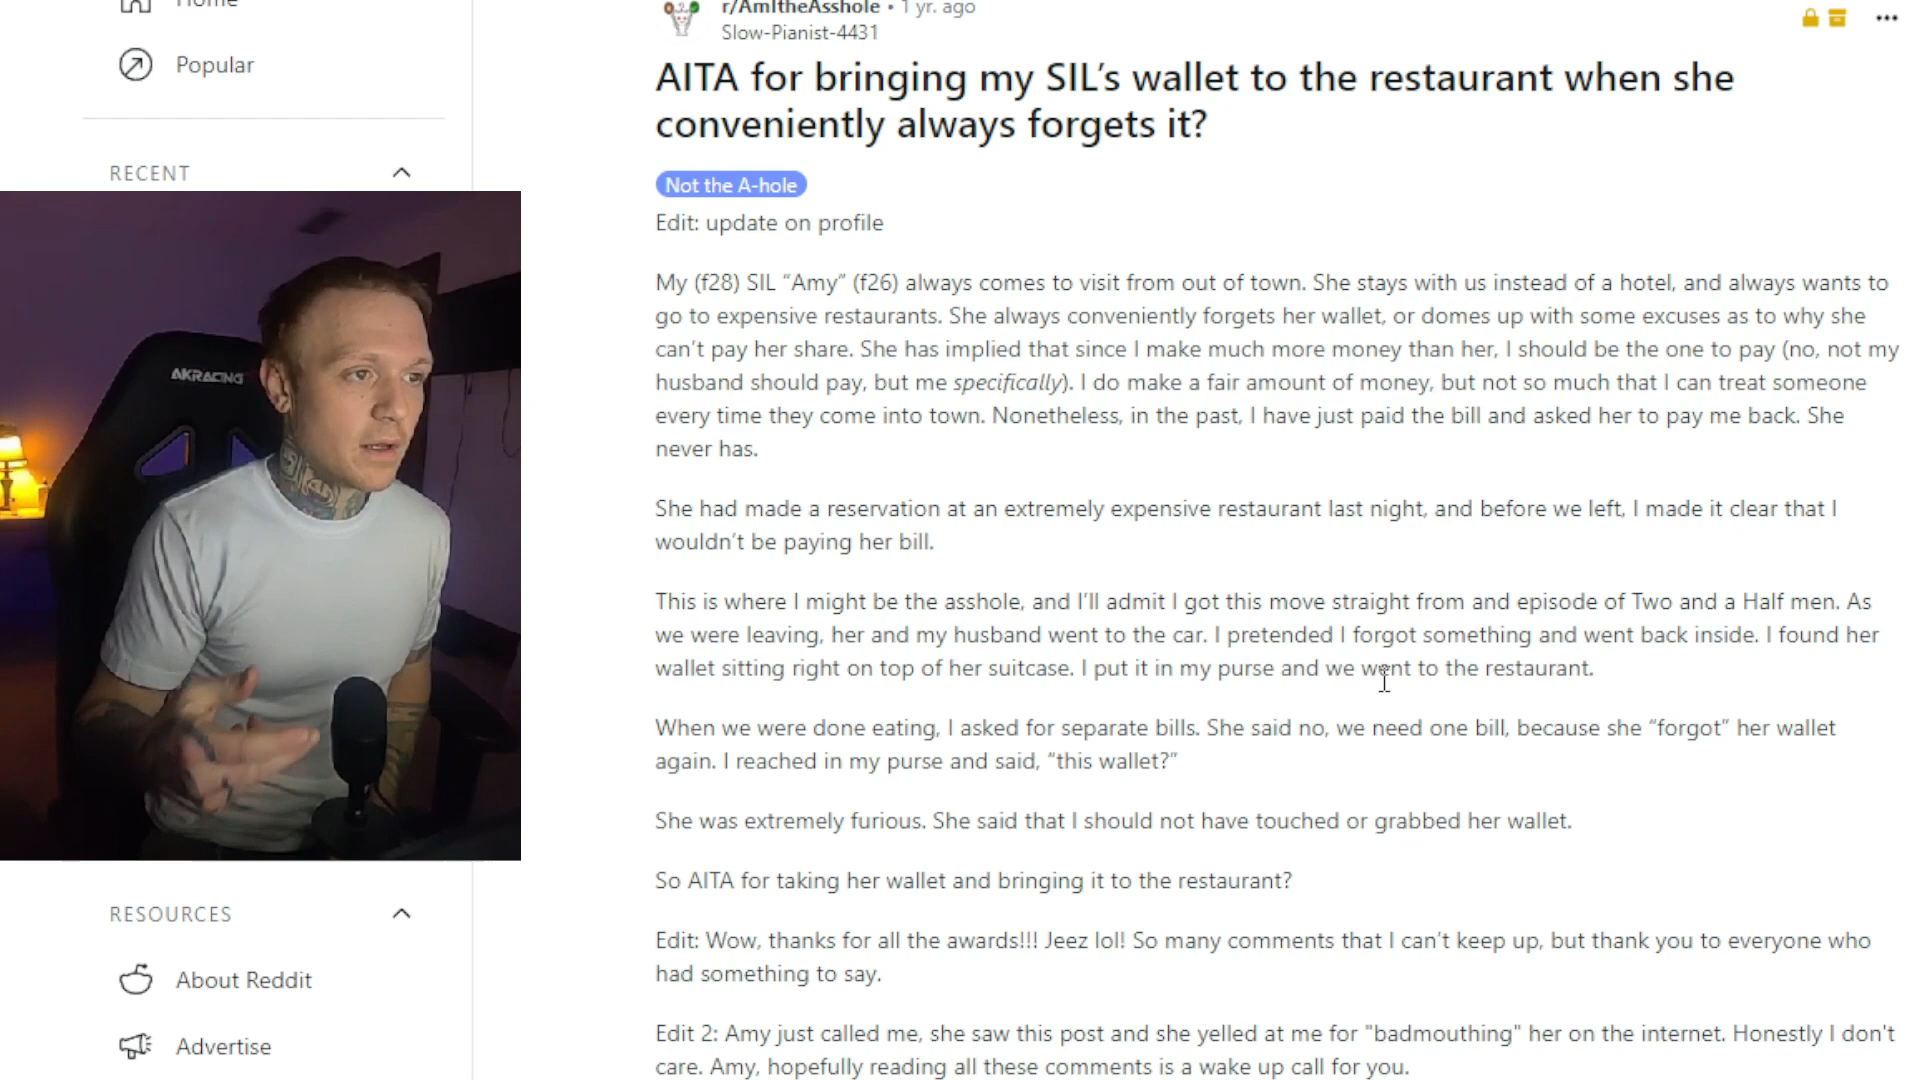 Home
r/AmItheAsshole • 1 yr. ago
Slow-Pianist-4431
Popular
AITA for bringing my SIL’s wallet to the restaurant when she
conveniently always forgets it?
RECENT
Not the A-hole
Edit: update on profile
My (f28) SIL “Amy” (f26) always comes to visit from out of town. She stays with us instead of a hotel, and always wants to
go to expensive restaurants. She always conveniently forgets her wallet, or domes up with some excuses as to why she
can’t pay her share. She has implied that since I make much more money than her, I should be the one to pay (no, not my
husband should pay, but me specifically). I do make a fair amount of money, but not so much that I can treat someone
every time they come into town. Nonetheless, in the past, I have just paid the bill and asked her to pay me back. She
never has.
She had made a reservation at an extremely expensive restaurant last night, and before we left, I made it clear that I
wouldn’t be paying her bill.
This is where I might be the asshole, and I’ll admit I got this move straight from and episode of Two and a Half men. As
we were leaving, her and my husband went to the car. I pretended I forgot something and went back inside. I found her
wallet sitting right on top of her suitcase. I put it in my purse and we went to the restaurant.
When we were done eating, I asked for separate bills. She said no, we need one bill, because she “forgot” her wallet
again. I reached in my purse and said, “this wallet?”
She was extremely furious. She said that I should not have touched or grabbed her wallet.
So AITA for taking her wallet and bringing it to the restaurant?
Edit: Wow, thanks for all the awards!!! Jeez lol! So many comments that I can’t keep up, but thank you to everyone who
had something to say.
Edit 2: Amy just called me, she saw this post and she yelled at me for "badmouthing" her on the internet. Honestly I don't
care. Amy, hopefully reading all these comments is a wake up call for you.
AKRACING
RESOURCES
About Reddit
Advertise